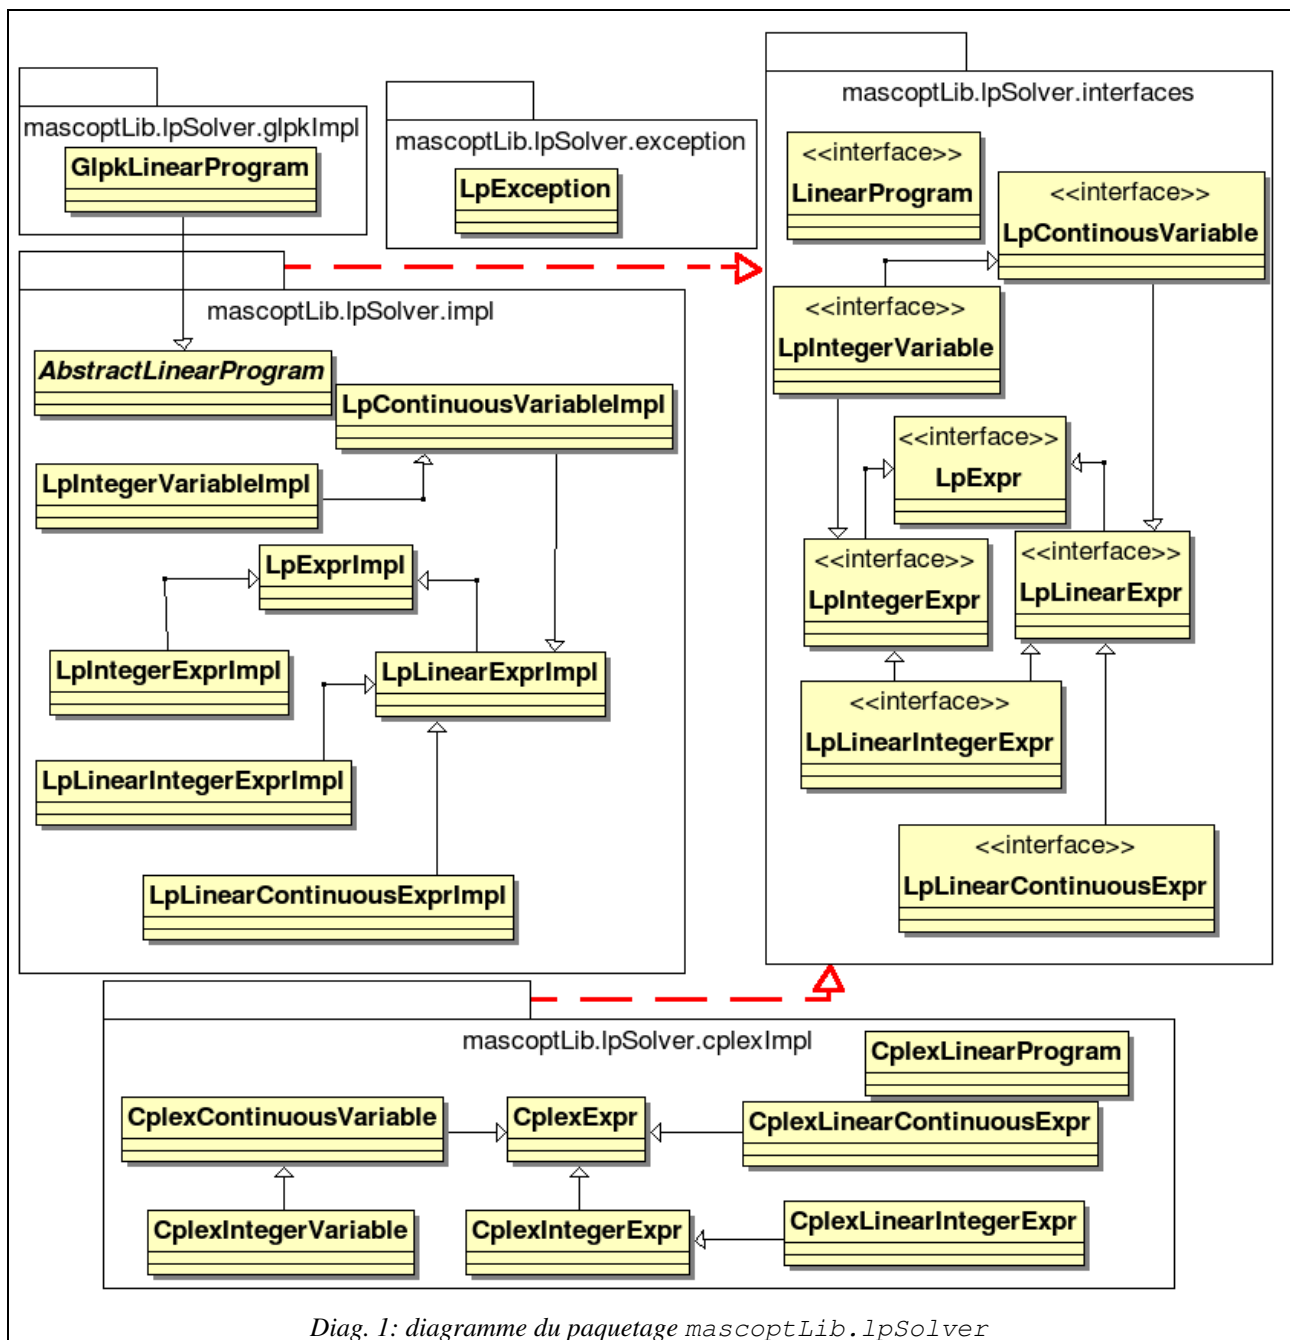 mascoptLib.lpSolver.glpkImpl
GlpkLinearProgram
mascoptLib.lpSolver.exception
LpException
mascoptLib.lpSolver.interfaces
<<interface>>
LinearProgram
<<interface>>
LpContinousVariable
<<interface>>
LpIntegerVariable
<<interface>>
LpExpr
<<interface>>
LpIntegerExpr
<<interface>>
LpLinearExpr
<<interface>>
LpLinearIntegerExpr
<<interface>>
LpLinearContinuousExpr
mascoptLib.lpSolver.impl
AbstractLinearProgram
LpContinuousVariableImpl
LpIntegerVariableImpl
LpExprImpl
LpIntegerExprImpl
LpLinearExprImpl
LpLinearIntegerExprImpl
LpLinearContinuousExprImpl
mascoptLib.lpSolver.cplexImpl
CplexLinearProgram
CplexContinuousVariable
CplexExpr
CplexLinearContinuousExpr
CplexIntegerVariable
CplexIntegerExpr
CplexLinearIntegerExpr
Diag. 1: diagramme du paquetage mascoptLib.lpSolver